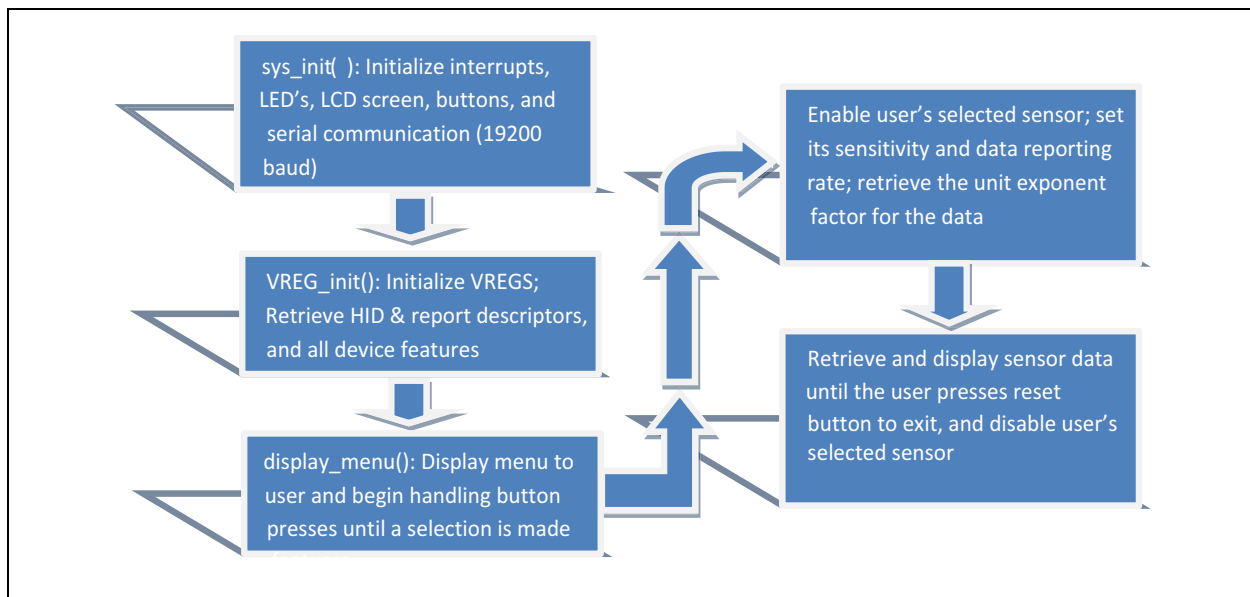 sys_init( ): Initialize interrupts,
LED’s, LCD screen, buttons, and
serial communication (19200
baud)
VREG_init(): Initialize VREGS;
Retrieve HID & report descriptors,
and all device features
display_menu(): Display menu to
user and begin handling button
presses until a selection is made
Enable user’s selected sensor; set
its sensitivity and data reporting
rate; retrieve the unit exponent
factor for the data
Retrieve and display sensor data
until the user presses reset
button to exit, and disable user’s
selected sensor